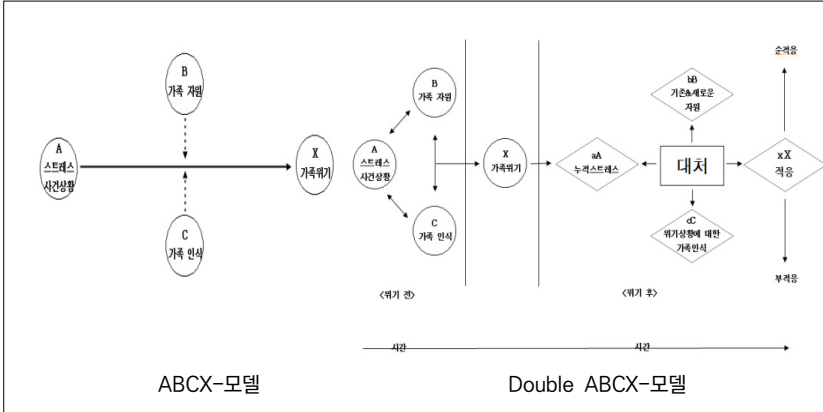 B
가족 자원
A
스트레스
사건상황
X
가족위기
C
가족 인식
ABCX-모델
B
가족 자원
A
스트레스
사건상황
C
가족 인식
X
가족위기
aA
누적스트레스
bB
기존&새로운
자원
대처
cC
위기상황에 대한
가족인식
xX
적응
순적응
부적응
<위기 전>
<위기 후>
시간
시간
Double ABCX-모델